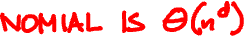 NOMIAL IS Θ(n^d)